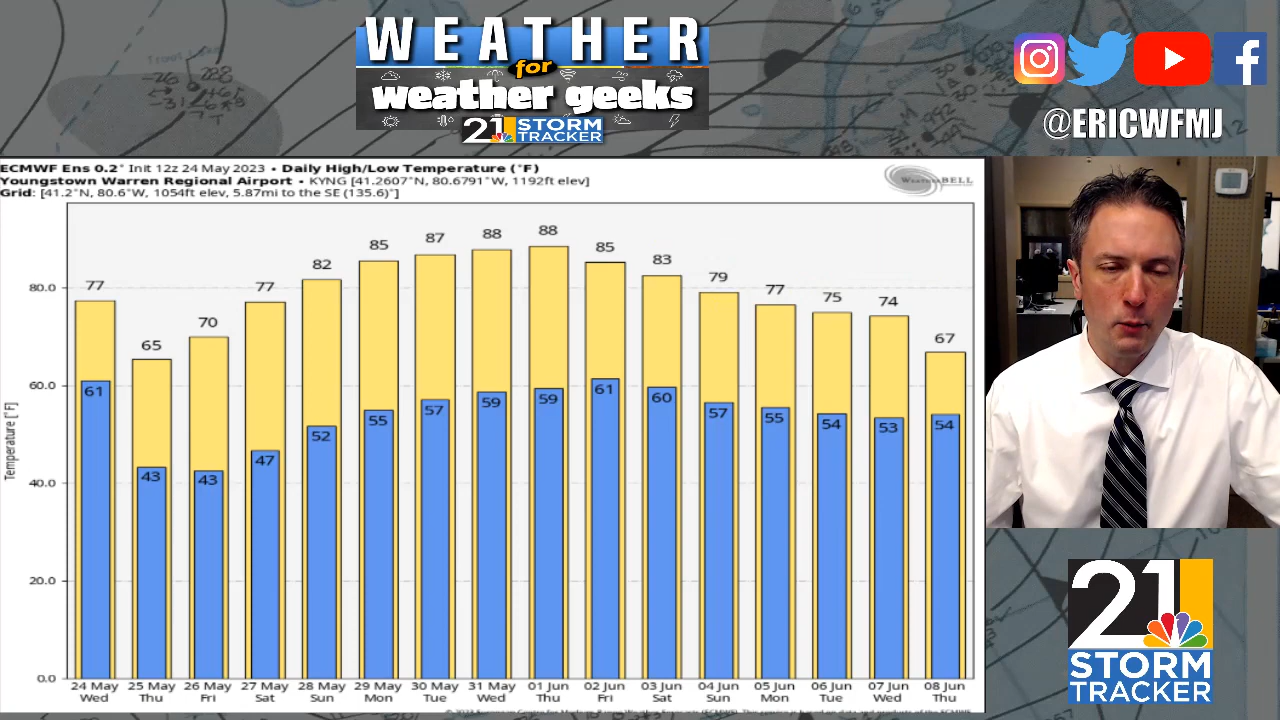 WEATHER
for
weather geeks
21 STORM
TRACKER
@ERICWFMJ
ECMWF Ens 0.2° Init 12z 24 May 2023 • Daily High/Low Temperature (°F)
Youngstown Warren Regional Airport • KYNG [41.2607°N, 80.6791°W, 1192ft elev]
Grid: [41.2°N, 80.6°W, 1054ft elev, 5.87mi to the SE (135.6)°]
WEATHERBELL
Temperature [°F]
80.0
60.0
40.0
20.0
0.0
77 65 70 77 82 85 87 88 88 85 83 79 77 75 74 67
61 43 43 47 52 55 57 59 59 61 60 57 55 54 53 54
24 May 25 May 26 May 27 May 28 May 29 May 30 May 31 May 01 Jun 02 Jun 03 Jun 04 Jun 05 Jun 06 Jun 07 Jun 08 Jun
Wed Thu Fri Sat Sun Mon Tue Wed Thu Fri Sat Sun Mon Tue Wed Thu
21
STORM
TRACKER